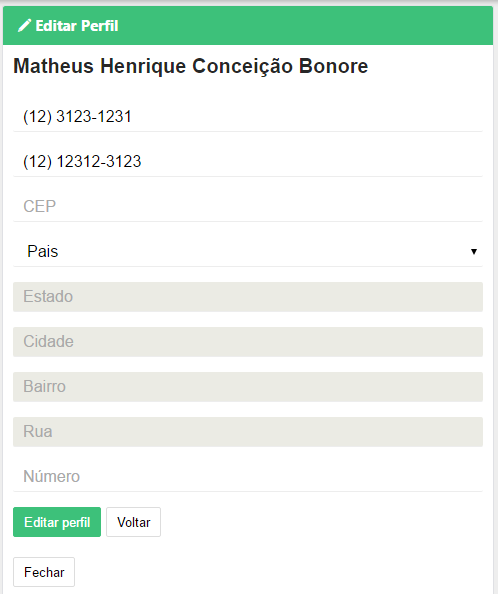 Editar Perfil
Matheus Henrique Conceição Bonore
(12) 3123-1231
(12) 12312-3123
CEP
Pais
Estado
Cidade
Bairro
Rua
Número
Editar perfil Voltar
Fechar